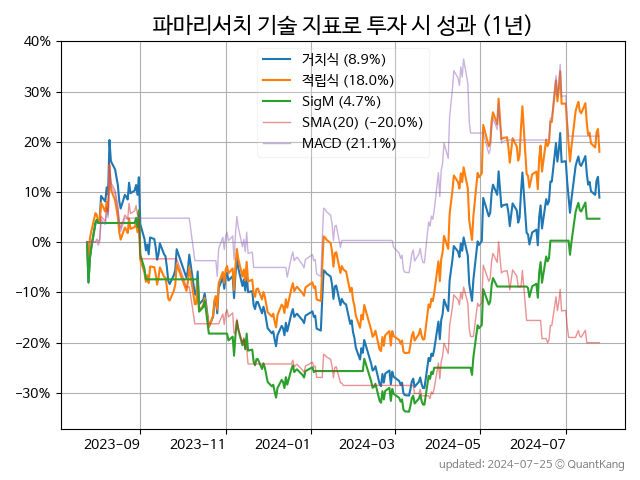 파마리서치 기술 지표로 투자 시 성과 (1년)
거치식 (8.9%)
적립식 (18.0%)
SigM (4.7%)
SMA(20) (−20.0%)
MACD (21.1%)
40%
30%
20%
10%
0%
−10%
−20%
−30%
2023-09 2023-11 2024-01 2024-03 2024-05 2024-07
updated: 2024-07-25 © QuantKang